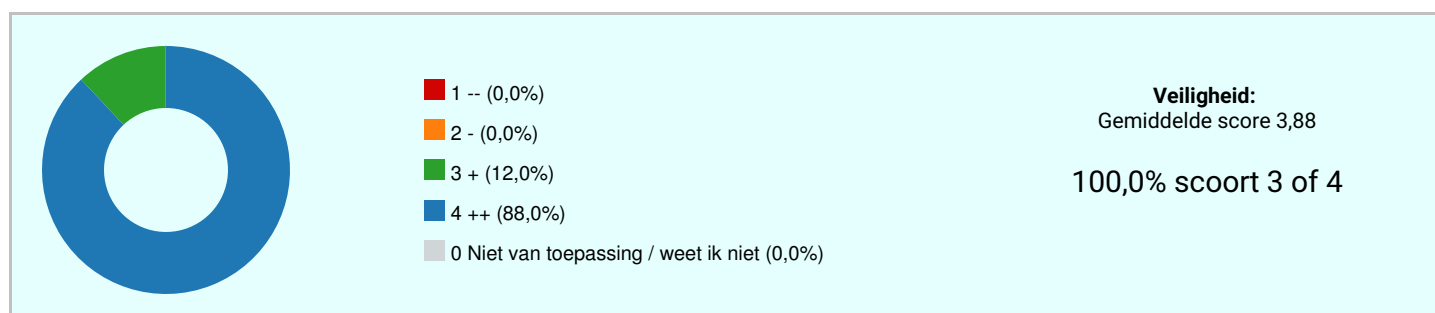 1 -- (0,0%)
2 - (0,0%)
3 + (12,0%)
4 ++ (88,0%)
0 Niet van toepassing / weet ik niet (0,0%)
Veiligheid:
Gemiddelde score 3,88
100,0% scoort 3 of 4